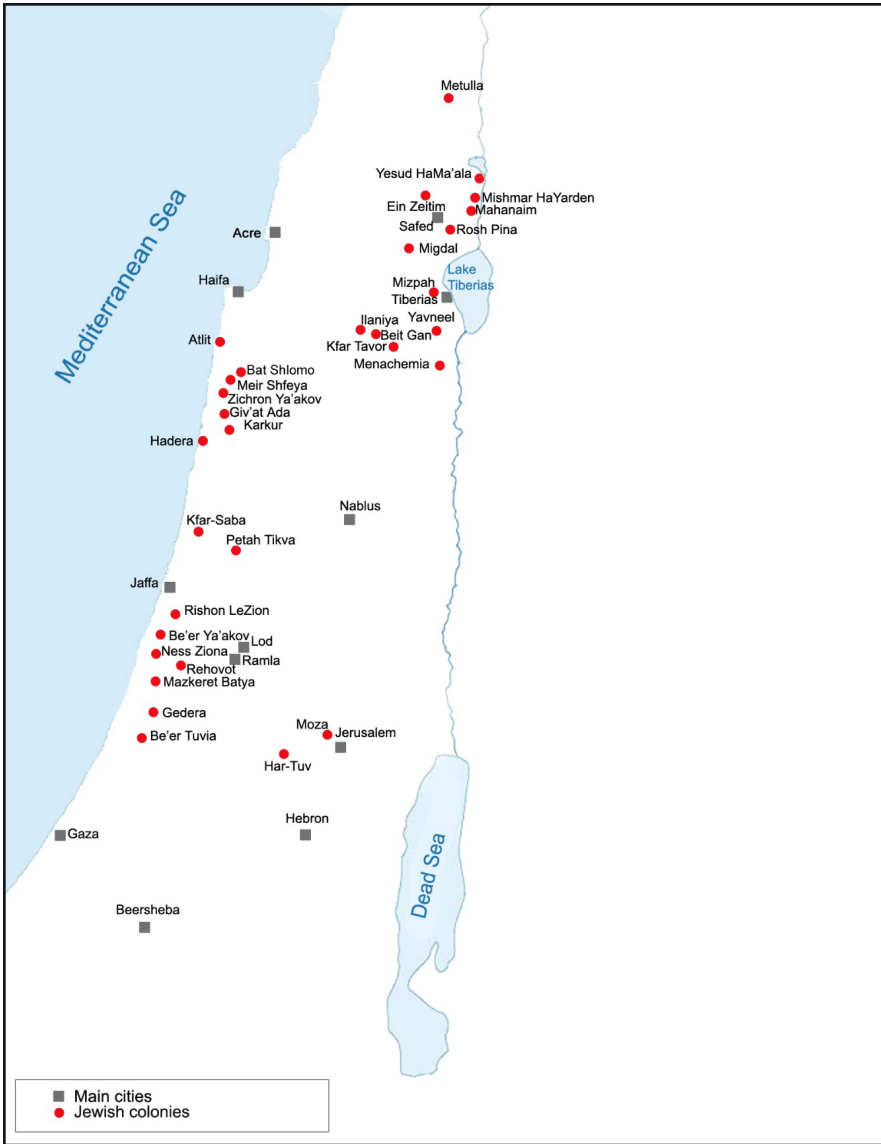 Metulla
Yesud HaMa'ala
Mishmar HaYarden
Ein Zeitim
Mahanaim
Safed
Rosh Pina
Acre
Migdal
Mediterranean Sea
Lake
Tiberias
Haifa
Mizpah
Tiberias
Ilaniya
Yavneel
Atlit
Beit Gan
Kfar Tavor
Menachemia
Bat Shlomo
Meir Shfeya
Zichron Ya'akov
Giv'at Ada
Karkur
Hadera
Nablus
Kfar-Saba
Petah Tikva
Jaffa
Rishon LeZion
Be'er Ya'akov
Lod
Ness Ziona
Ramla
Rehovot
Mazkeret Batya
Gedera
Moza
Jerusalem
Be'er Tuvia
Har-Tuv
Hebron
Gaza
Dead Sea
Beersheba
Main cities
Jewish colonies